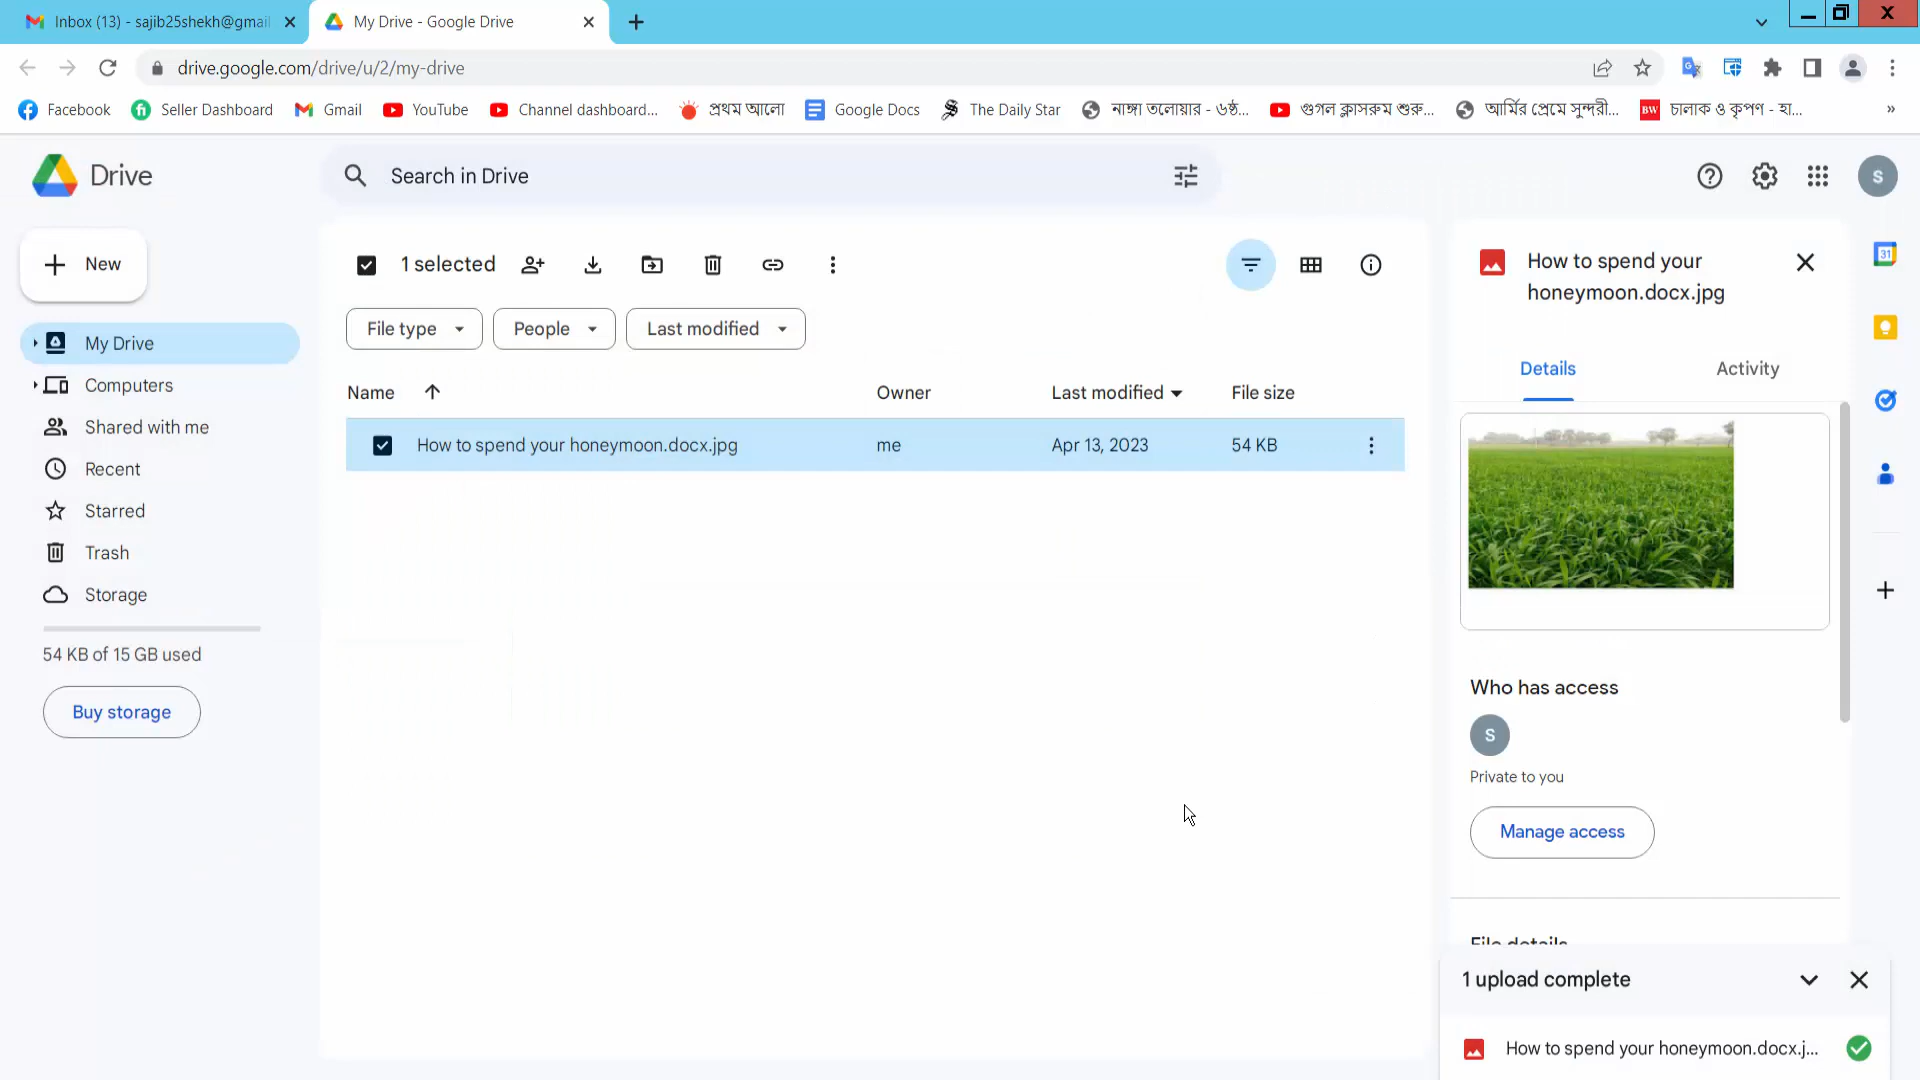 Inbox (13) - sajib25shekh@gmail
My Drive - Google Drive
drive.google.com/drive/u/2/my-drive
Facebook
Seller Dashboard
Gmail
YouTube
Channel dashboard...
প্রথম আলো
Google Docs
The Daily Star
নাঙ্গা তলোয়ার - ৬ষ্ঠ...
গুগল ক্লাসরুম শুরু...
আর্মির প্রেমে সুন্দরী...
BW
চালাক ও কৃপণ - হা...
»
Drive
Search in Drive
S
New
1 selected
How to spend your
honeymoon.docx.jpg
31
My Drive
Computers
Shared with me
Recent
Starred
Trash
Storage
54 KB of 15 GB used
Buy storage
File type
People
Last modified
Details
Activity
Name
Owner
Last modified
File size
How to spend your honeymoon.docx.jpg
me
Apr 13, 2023
54 KB
Who has access
S
Private to you
Manage access
File details
1 upload complete
How to spend your honeymoon.docx.j...